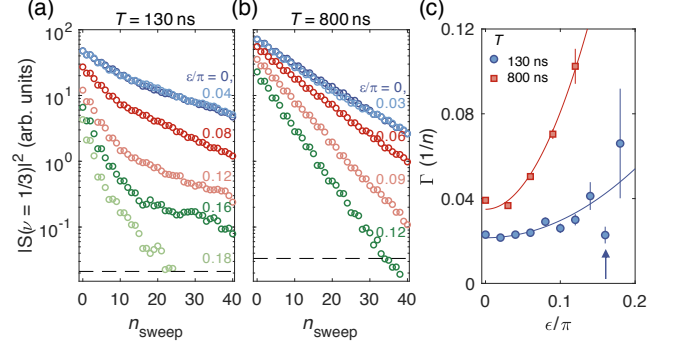 (a)
T = 130 ns
10²
10¹
10⁰
10⁻¹
|S(ν = 1/3)|² (arb. units)
ε/π = 0,
0.04
0.08
0.12
0.16
0.18
0
10
20
30
40
n_sweep
(b)
T = 800 ns
ε/π = 0,
0.03
0.06
0.09
0.12
0
10
20
30
40
n_sweep
(c)
0.12
0.08
0.04
0
Γ (1/n)
T
130 ns
800 ns
0
0.1
0.2
ϵ/π